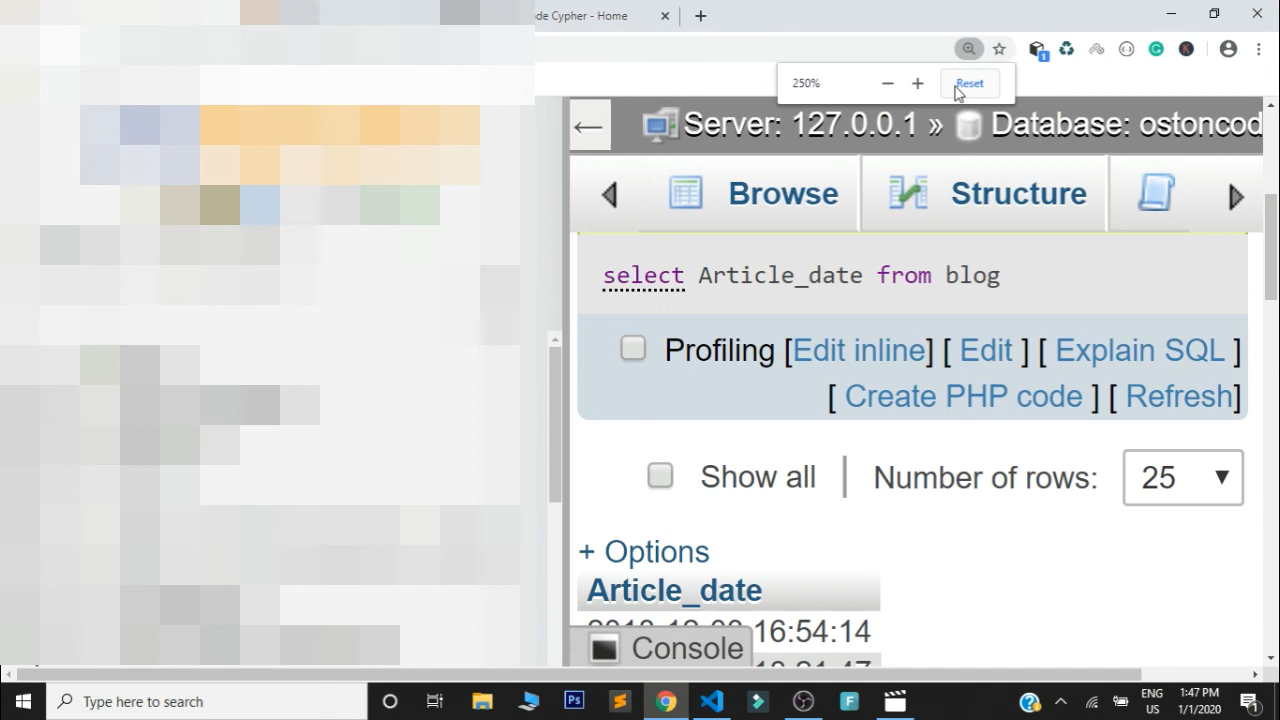 de Cypher - Home
250%
Reset
Server: 127.0.0.1 » Database: ostoncod
Browse
Structure
select Article_date from blog
Profiling [Edit inline] [ Edit ] [ Explain SQL ]
[ Create PHP code ] [ Refresh]
Show all
Number of rows:
25
+ Options
Article_date
16:54:14
Console
Type here to search
ENG
US
1:47 PM
1/1/2020